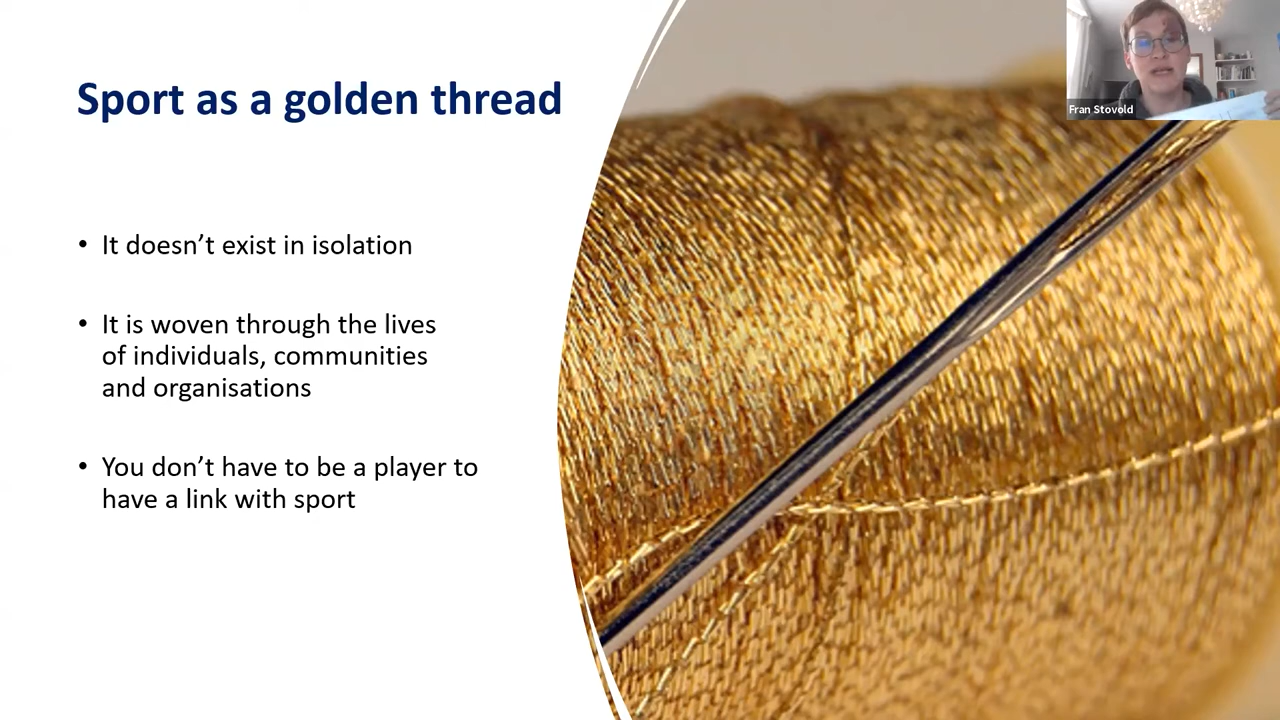 Sport as a golden thread
• It doesn’t exist in isolation
• It is woven through the lives
of individuals, communities
and organisations
• You don’t have to be a player to
have a link with sport
Fran Stovold